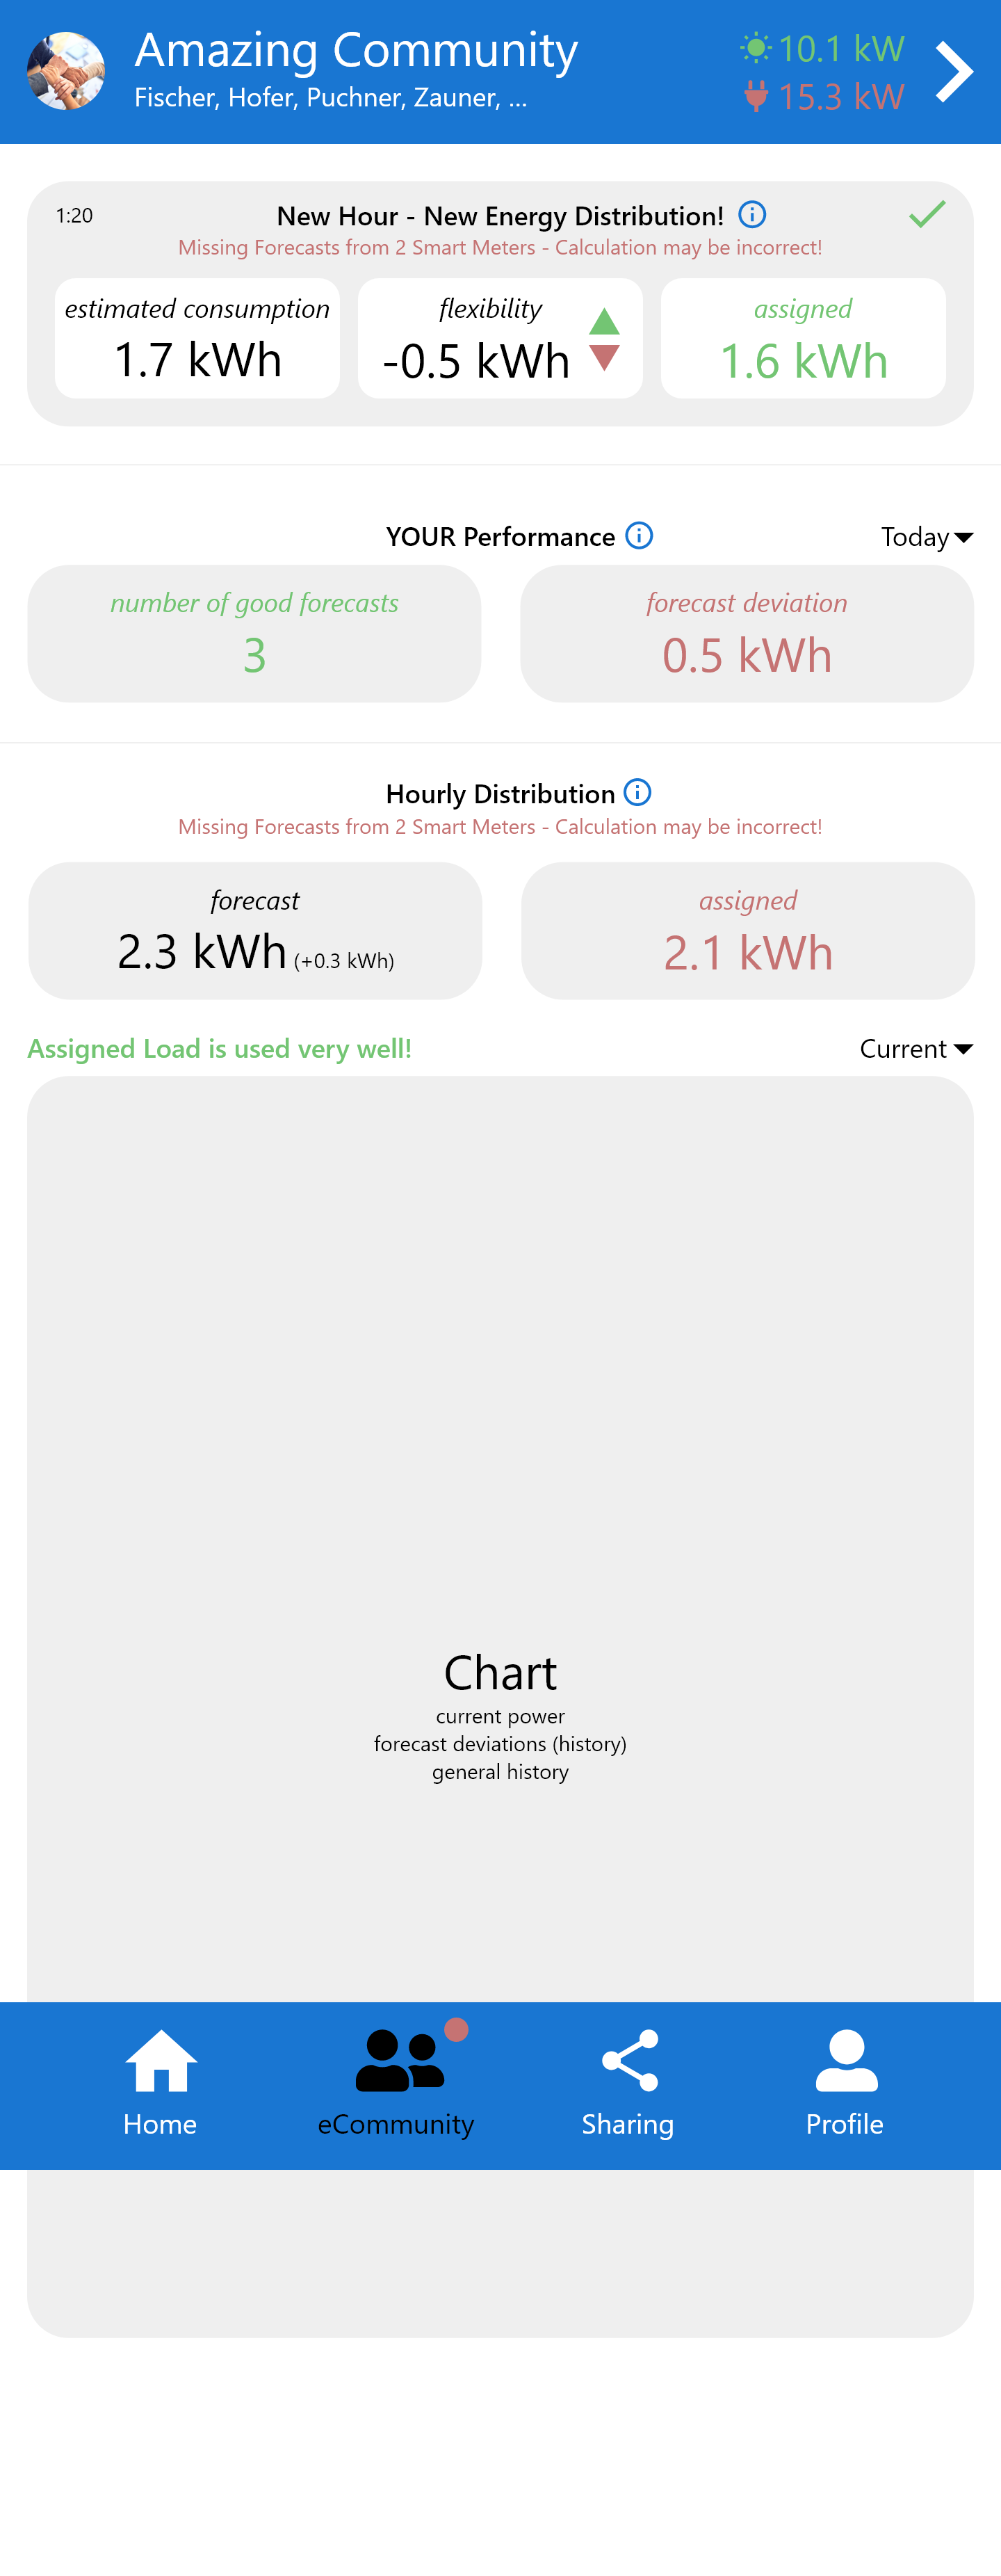 Amazing Community
Fischer, Hofer, Puchner, Zauner, ...
10.1 kW
15.3 kW
1:20
New Hour - New Energy Distribution!
Missing Forecasts from 2 Smart Meters - Calculation may be incorrect!
estimated consumption
1.7 kWh
flexibility
-0.5 kWh
assigned
1.6 kWh
YOUR Performance
Today
number of good forecasts
3
forecast deviation
0.5 kWh
Hourly Distribution
Missing Forecasts from 2 Smart Meters - Calculation may be incorrect!
forecast
2.3 kWh (+0.3 kWh)
assigned
2.1 kWh
Assigned Load is used very well!
Current
Chart
current power
forecast deviations (history)
general history
Home
eCommunity
Sharing
Profile